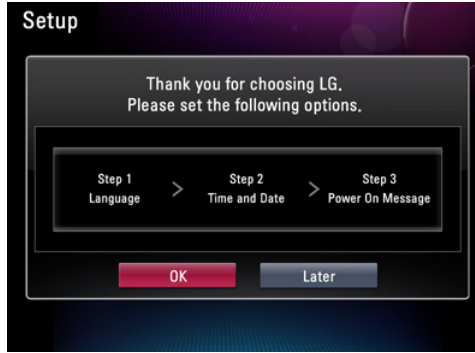 Setup
Thank you for choosing LG.
Please set the following options.
Step 1 > Step 2 > Step 3
Language Time and Date Power On Message
OK Later